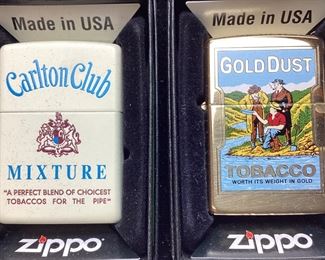 Made in USA
Carlton Club
MIXTURE
"A PERFECT BLEND OF CHOICEST
TOBACCOS FOR THE PIPE"
zippo
Made in USA
GOLD DUST
TOBACCO
WORTH ITS WEIGHT IN GOLD
zippo